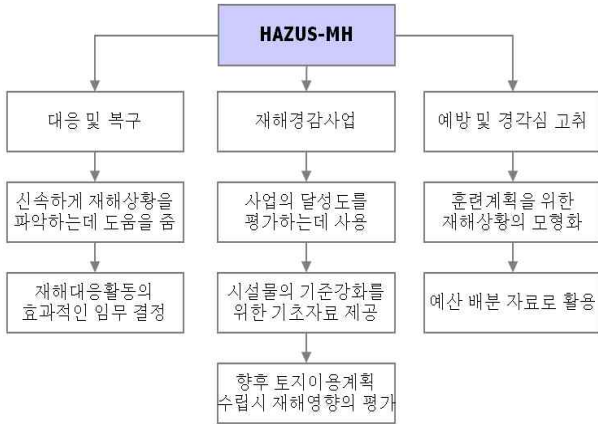 HAZUS-MH
대응 및 복구
재해경감사업
예방 및 경각심 고취
신속하게 재해상황을
파악하는데 도움을 줌
사업의 달성도를
평가하는데 사용
훈련계획을 위한
재해상황의 모형화
재해대응활동의
효과적인 임무 결정
시설물의 기준강화를
위한 기초자료 제공
예산 배분 자료로 활용
향후 토지이용계획
수립시 재해영향의 평가